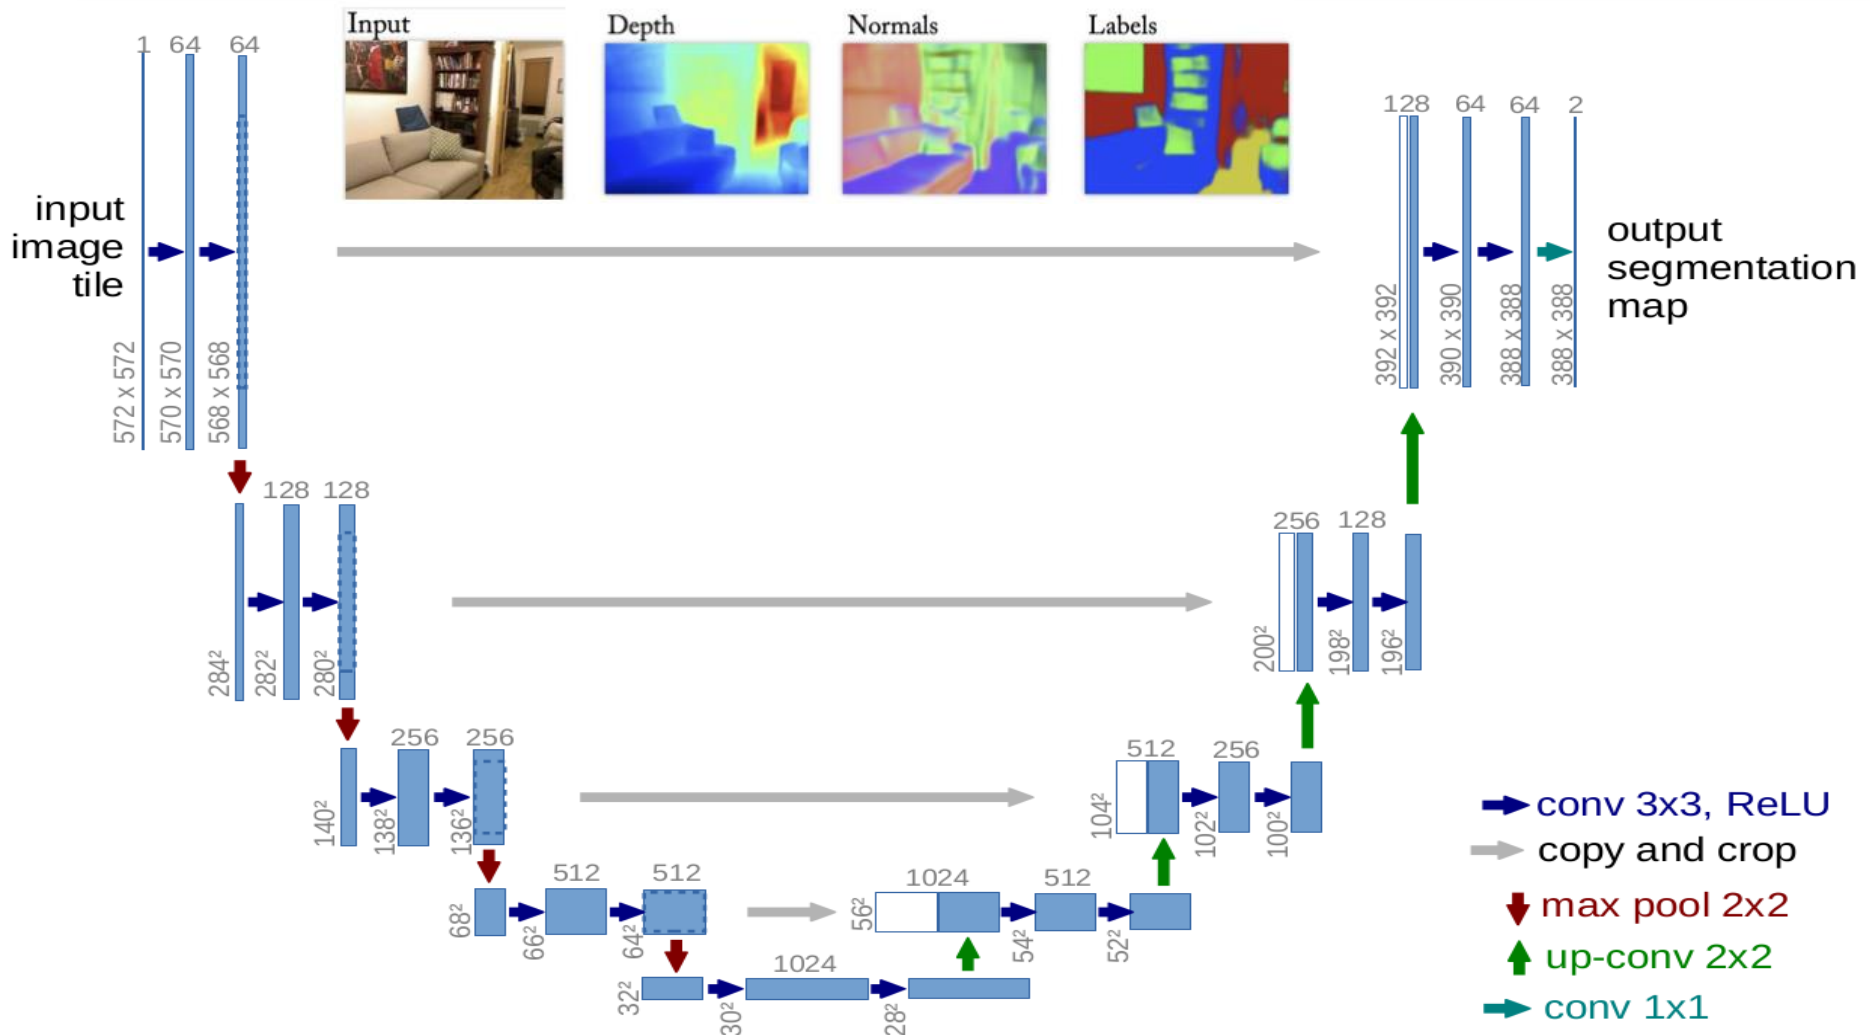 Input
Depth
Normals
Labels
1 64 64
128 64 64 2
input
image
tile
output
segmentation
map
572 x 572
570 x 570
568 x 568
392 x 392
390 x 390
388 x 388
388 x 388
128 128
256 128
284²
282²
280²
200²
198²
196²
256 256
512 256
140²
138²
136²
104²
102²
100²
512 512
1024 512
68²
66²
64²
56²
54²
52²
1024
32²
30²
28²
conv 3x3, ReLU
copy and crop
max pool 2x2
up-conv 2x2
conv 1x1